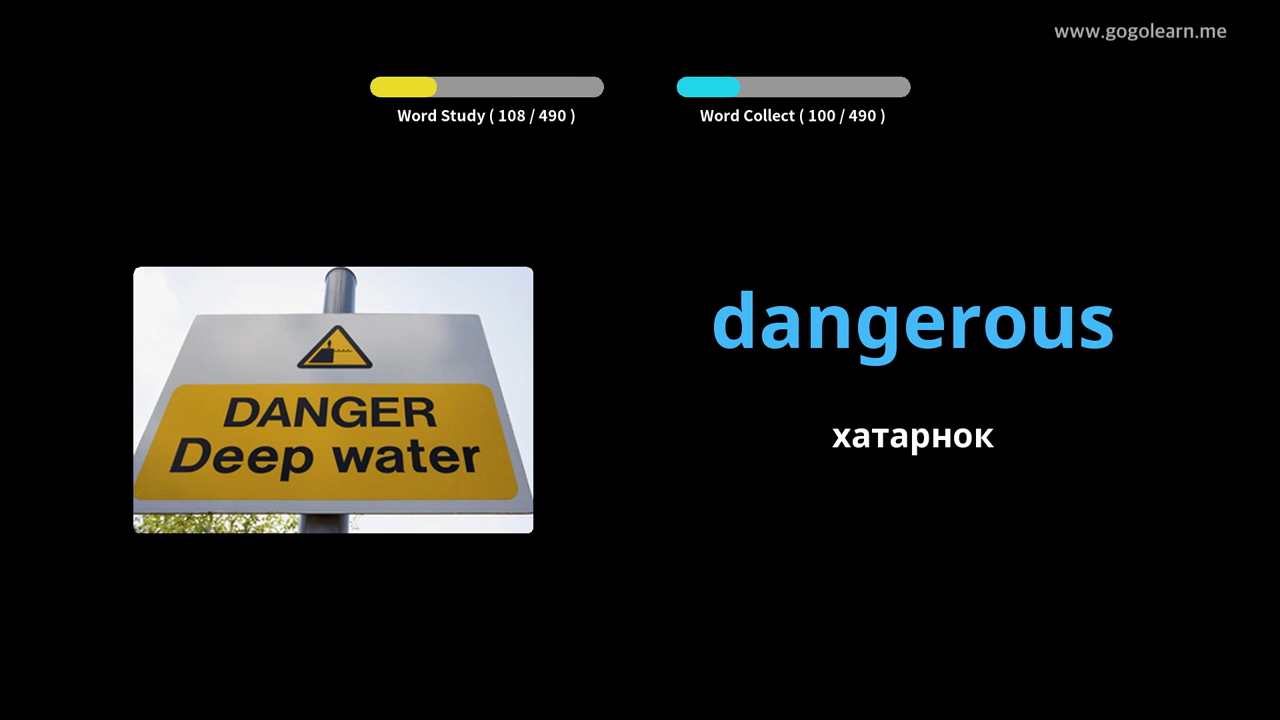 www.gogolearn.me
Word Study ( 108 / 490 )
Word Collect ( 100 / 490 )
DANGER
Deep water
dangerous
хатарнок